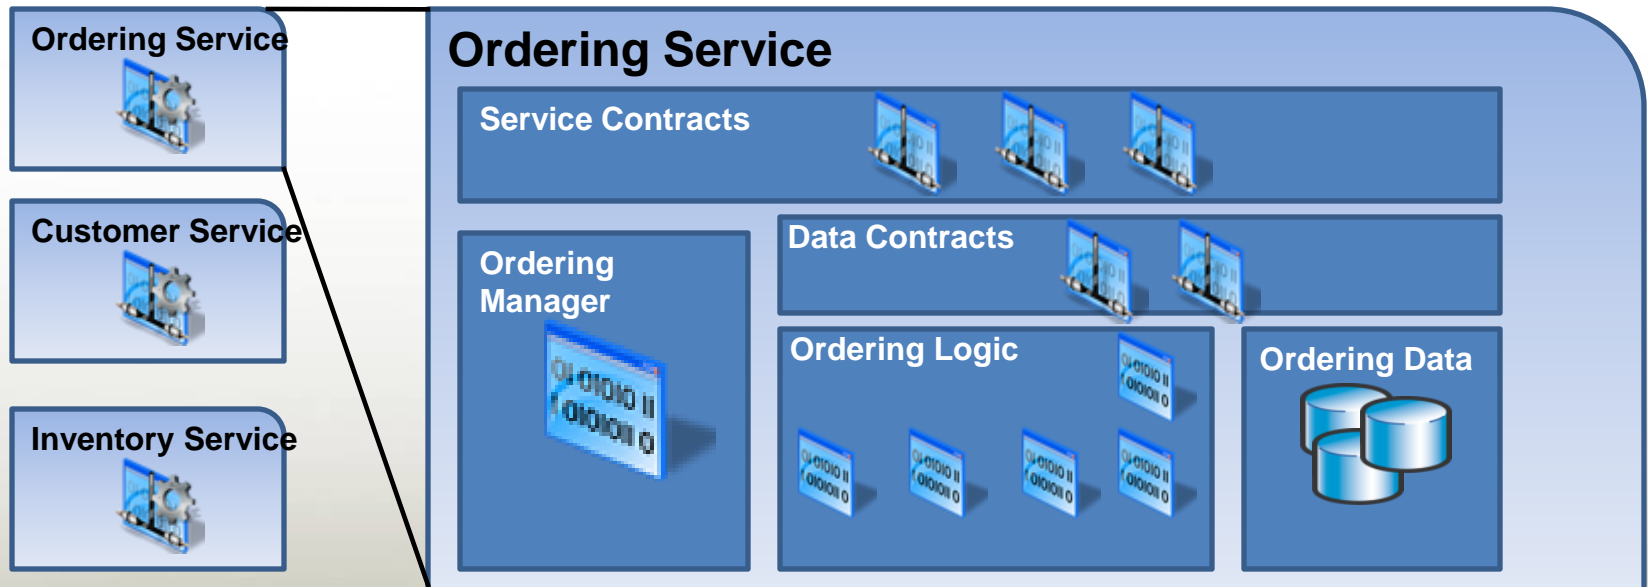 Ordering Service
Customer Service
Inventory Service
Ordering Service
Service Contracts
Ordering
Manager
Data Contracts
Ordering Logic
Ordering Data